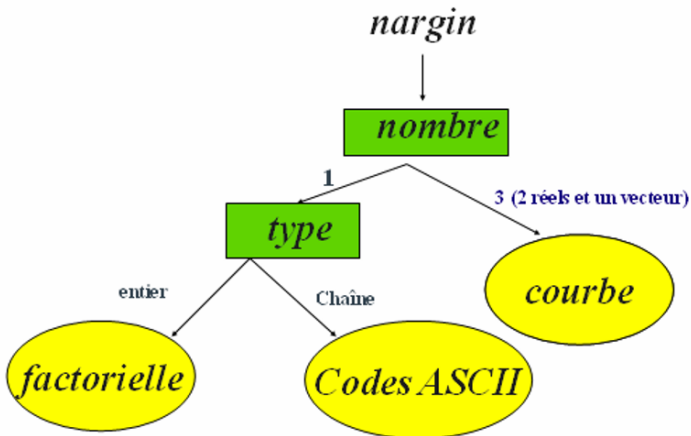 nargin
nombre
1
3 (2 réels et un vecteur)
type
courbe
entier
Chaîne
factorielle
Codes ASCII